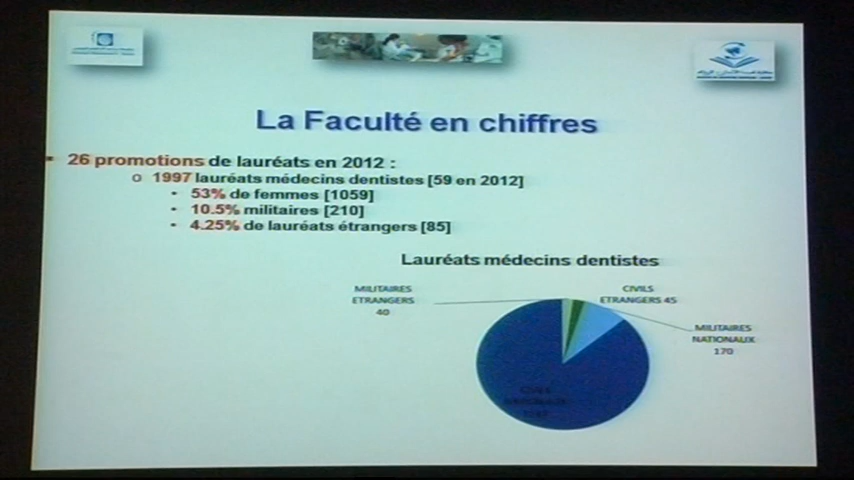 La Faculté en chiffres
26 promotions de lauréats en 2012 :
o 1997 lauréats médecins dentistes [59 en 2012]
• 53% de femmes [1059]
• 10.5% militaires [210]
• 4.25% de lauréats étrangers [85]
Lauréats médecins dentistes
MILITAIRES
ETRANGERS
40
CIVILS
ETRANGERS 45
MILITAIRES
NATIONAUX
170
CIVILS